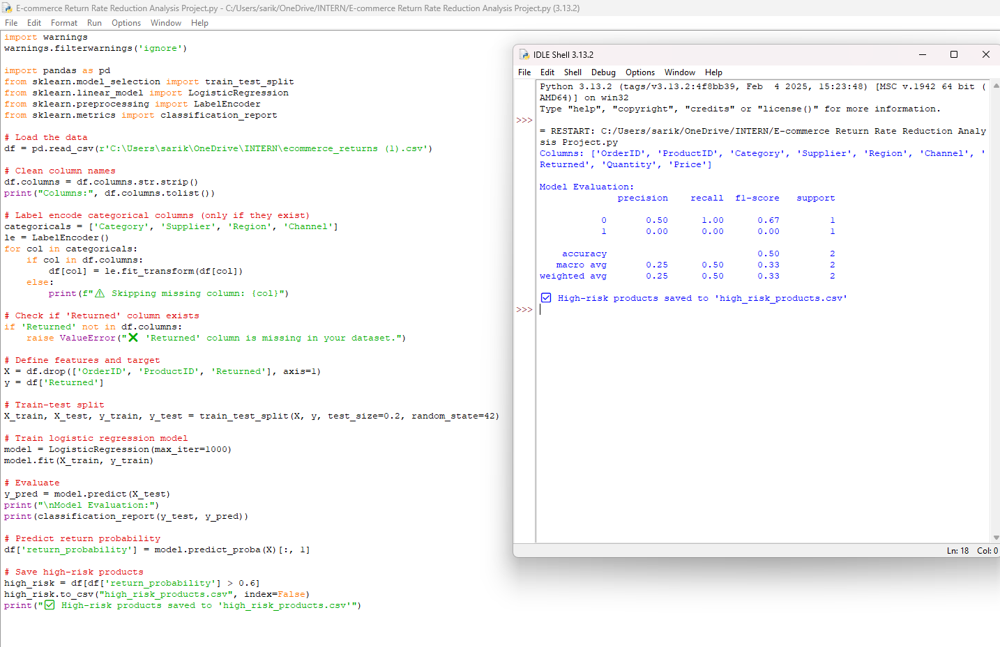 E-commerce Return Rate Reduction Analysis Project.py - C:/Users/sarik/OneDrive/INTERN/E-commerce Return Rate Reduction Analysis Project.py (3.13.2)
File Edit Format Run Options Window Help
import warnings
warnings.filterwarnings('ignore')
import pandas as pd
from sklearn.model_selection import train_test_split
from sklearn.linear_model import LogisticRegression
from sklearn.preprocessing import LabelEncoder
from sklearn.metrics import classification_report
# Load the data
df = pd.read_csv(r'C:\Users\sarik\OneDrive\INTERN\ecommerce_returns (1).csv')
# Clean column names
df.columns = df.columns.str.strip()
print("Columns:", df.columns.tolist())
# Label encode categorical columns (only if they exist)
categoricals = ['Category', 'Supplier', 'Region', 'Channel']
le = LabelEncoder()
for col in categoricals:
    if col in df.columns:
        df[col] = le.fit_transform(df[col])
    else:
        print(f"⚠️ Skipping missing column: {col}")
# Check if 'Returned' column exists
if 'Returned' not in df.columns:
    raise ValueError("❌ 'Returned' column is missing in your dataset.")
# Define features and target
X = df.drop(['OrderID', 'ProductID', 'Returned'], axis=1)
y = df['Returned']
# Train-test split
X_train, X_test, y_train, y_test = train_test_split(X, y, test_size=0.2, random_state=42)
# Train logistic regression model
model = LogisticRegression(max_iter=1000)
model.fit(X_train, y_train)
# Evaluate
y_pred = model.predict(X_test)
print("\nModel Evaluation:")
print(classification_report(y_test, y_pred))
# Predict return probability
df['return_probability'] = model.predict_proba(X)[:, 1]
# Save high-risk products
high_risk = df[df['return_probability'] > 0.6]
high_risk.to_csv("high_risk_products.csv", index=False)
print("✅ High-risk products saved to 'high_risk_products.csv'")
IDLE Shell 3.13.2
File Edit Shell Debug Options Window Help
Python 3.13.2 (tags/v3.13.2:4f8bb39, Feb  4 2025, 15:23:48) [MSC v.1942 64 bit (
AMD64)] on win32
Type "help", "copyright", "credits" or "license()" for more information.
>>>
= RESTART: C:/Users/sarik/OneDrive/INTERN/E-commerce Return Rate Reduction Analy
sis Project.py
Columns: ['OrderID', 'ProductID', 'Category', 'Supplier', 'Region', 'Channel', '
Returned', 'Quantity', 'Price']
Model Evaluation:
precision recall f1-score support
0 0.50 1.00 0.67 1
1 0.00 0.00 0.00 1
accuracy 0.50 2
macro avg 0.25 0.50 0.33 2
weighted avg 0.25 0.50 0.33 2
✅ High-risk products saved to 'high_risk_products.csv'
>>>
Ln: 18 Col: 0